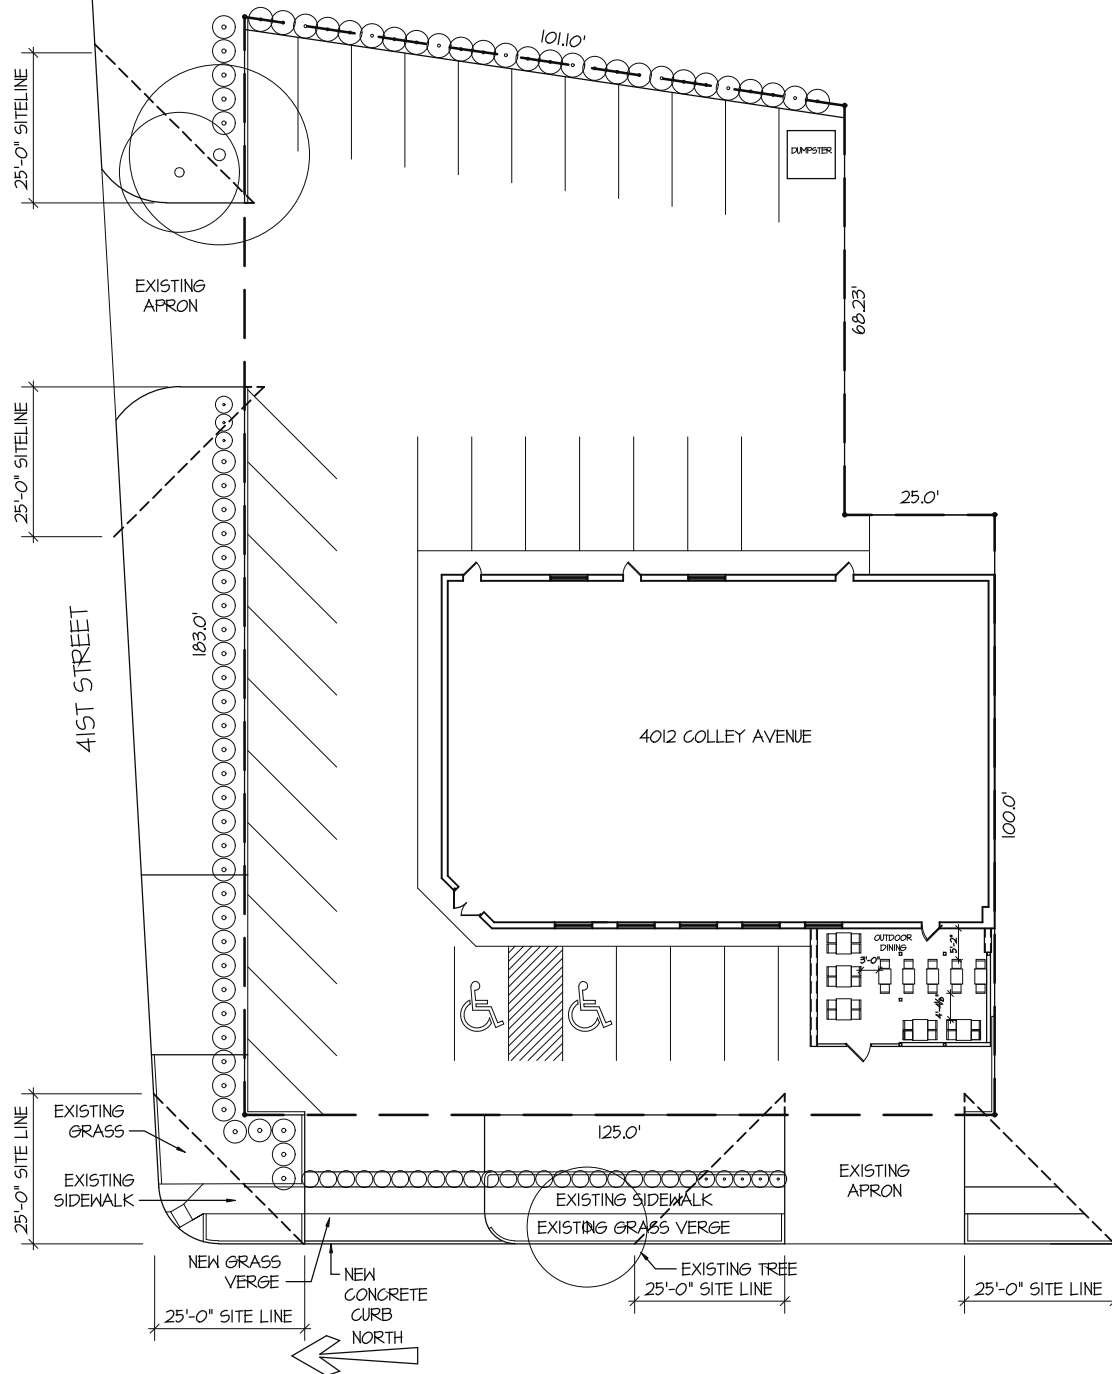 101.10'
25'-0" SITELINE
DUMPSTER
EXISTING
APRON
68.23'
25'-0" SITELINE
25.0'
41ST STREET
183.0'
4012 COLLEY AVENUE
100.0'
OUTDOOR
DINING
5'-2"
3'-0"
25'-0" SITE LINE
EXISTING
GRASS
125.0'
EXISTING
APRON
EXISTING
SIDEWALK
EXISTING SIDEWALK
EXISTING GRASS VERGE
NEW GRASS
VERGE
NEW
CONCRETE
CURB
EXISTING TREE
25'-0" SITE LINE
25'-0" SITE LINE
25'-0" SITE LINE
NORTH